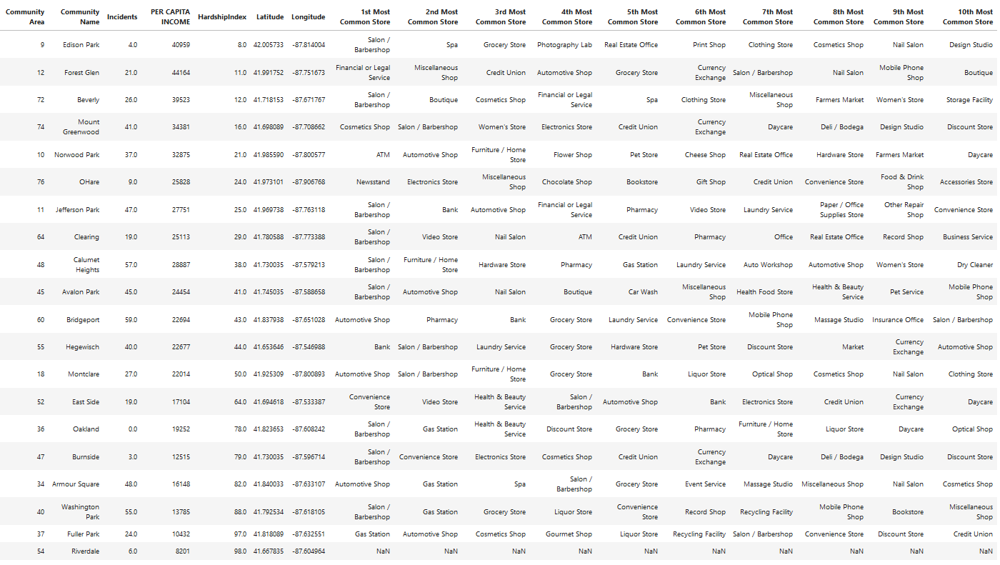 Community Area Community Name Incidents PER CAPITA INCOME HardshipIndex Latitude Longitude 1st Most Common Store 2nd Most Common Store 3rd Most Common Store 4th Most Common Store 5th Most Common Store 6th Most Common Store 7th Most Common Store 8th Most Common Store 9th Most Common Store 10th Most Common Store
9 Edison Park 4.0 40959 8.0 42.005733 -87.814004 Salon / Barbershop Spa Grocery Store Photography Lab Real Estate Office Print Shop Clothing Store Cosmetics Shop Nail Salon Design Studio
12 Forest Glen 21.0 44164 11.0 41.991752 -87.751673 Financial or Legal Service Miscellaneous Shop Credit Union Automotive Shop Grocery Store Currency Exchange Salon / Barbershop Nail Salon Mobile Phone Shop Boutique
72 Beverly 26.0 39523 12.0 41.718153 -87.671767 Salon / Barbershop Boutique Cosmetics Shop Financial or Legal Service Spa Clothing Store Miscellaneous Shop Farmers Market Women's Store Storage Facility
74 Mount Greenwood 41.0 34381 16.0 41.698089 -87.708662 Cosmetics Shop Salon / Barbershop Women's Store Electronics Store Credit Union Currency Exchange Daycare Deli / Bodega Design Studio Discount Store
10 Norwood Park 37.0 32875 21.0 41.985590 -87.800577 ATM Automotive Shop Furniture / Home Store Flower Shop Pet Store Cheese Shop Real Estate Office Hardware Store Farmers Market Daycare
76 OHare 9.0 25828 24.0 41.973101 -87.906768 Newsstand Electronics Store Miscellaneous Shop Chocolate Shop Bookstore Gift Shop Credit Union Convenience Store Food & Drink Shop Accessories Store
11 Jefferson Park 47.0 27751 25.0 41.969738 -87.763118 Salon / Barbershop Bank Automotive Shop Financial or Legal Service Pharmacy Video Store Laundry Service Paper / Office Supplies Store Other Repair Shop Convenience Store
64 Clearing 19.0 25113 29.0 41.780588 -87.773388 Salon / Barbershop Video Store Nail Salon ATM Credit Union Pharmacy Office Real Estate Office Record Shop Business Service
48 Calumet Heights 57.0 28887 38.0 41.730035 -87.579213 Salon / Barbershop Furniture / Home Store Hardware Store Pharmacy Gas Station Laundry Service Auto Workshop Automotive Shop Women's Store Dry Cleaner
45 Avalon Park 45.0 24454 41.0 41.745035 -87.588658 Salon / Barbershop Automotive Shop Nail Salon Boutique Car Wash Miscellaneous Shop Health Food Store Health & Beauty Service Pet Service Mobile Phone Shop
60 Bridgeport 59.0 22694 43.0 41.837938 -87.651028 Automotive Shop Pharmacy Bank Grocery Store Laundry Service Convenience Store Mobile Phone Shop Massage Studio Insurance Office Salon / Barbershop
55 Hegewisch 40.0 22677 44.0 41.653646 -87.546988 Bank Salon / Barbershop Laundry Service Grocery Store Hardware Store Pet Store Discount Store Market Currency Exchange Automotive Shop
18 Montclare 27.0 22014 50.0 41.925309 -87.800893 Automotive Shop Salon / Barbershop Furniture / Home Store Grocery Store Bank Liquor Store Optical Shop Cosmetics Shop Nail Salon Clothing Store
52 East Side 19.0 17104 64.0 41.694618 -87.533387 Convenience Store Video Store Health & Beauty Service Salon / Barbershop Automotive Shop Bank Electronics Store Credit Union Currency Exchange Daycare
36 Oakland 0.0 19252 78.0 41.823653 -87.608242 Salon / Barbershop Gas Station Health & Beauty Service Discount Store Grocery Store Pharmacy Furniture / Home Store Liquor Store Daycare Optical Shop
47 Burnside 3.0 12515 79.0 41.730035 -87.596714 Salon / Barbershop Convenience Store Electronics Store Cosmetics Shop Credit Union Currency Exchange Daycare Deli / Bodega Design Studio Discount Store
34 Armour Square 48.0 16148 82.0 41.840033 -87.633107 Automotive Shop Gas Station Spa Salon / Barbershop Grocery Store Event Service Massage Studio Miscellaneous Shop Nail Salon Cosmetics Shop
40 Washington Park 55.0 13785 88.0 41.792534 -87.618105 Salon / Barbershop Gas Station Grocery Store Liquor Store Convenience Store Record Shop Recycling Facility Mobile Phone Shop Bookstore Miscellaneous Shop
37 Fuller Park 24.0 10432 97.0 41.818089 -87.632551 Gas Station Automotive Shop Cosmetics Shop Gourmet Shop Liquor Store Recycling Facility Salon / Barbershop Convenience Store Discount Store Credit Union
54 Riverdale 6.0 8201 98.0 41.667835 -87.604964 NaN NaN NaN NaN NaN NaN NaN NaN NaN NaN